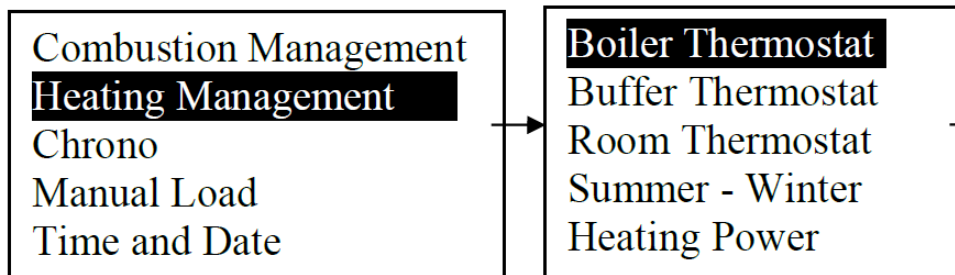 Combustion Management
Heating Management
Chrono
Manual Load
Time and Date
Boiler Thermostat
Buffer Thermostat
Room Thermostat
Summer - Winter
Heating Power